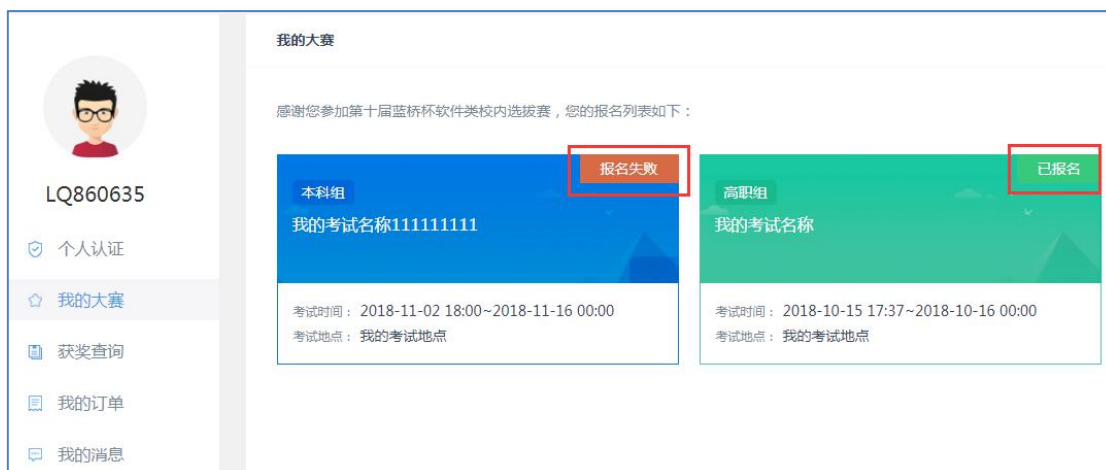 我的大赛
感谢您参加第十届蓝桥杯软件类校内选拔赛，您的报名列表如下：
LQ860635
个人认证
我的大赛
获奖查询
我的订单
我的消息
报名失败
本科组
我的考试名称111111111
考试时间： 2018-11-02 18:00~2018-11-16 00:00
考试地点： 我的考试地点
已报名
高职组
我的考试名称
考试时间： 2018-10-15 17:37~2018-10-16 00:00
考试地点： 我的考试地点